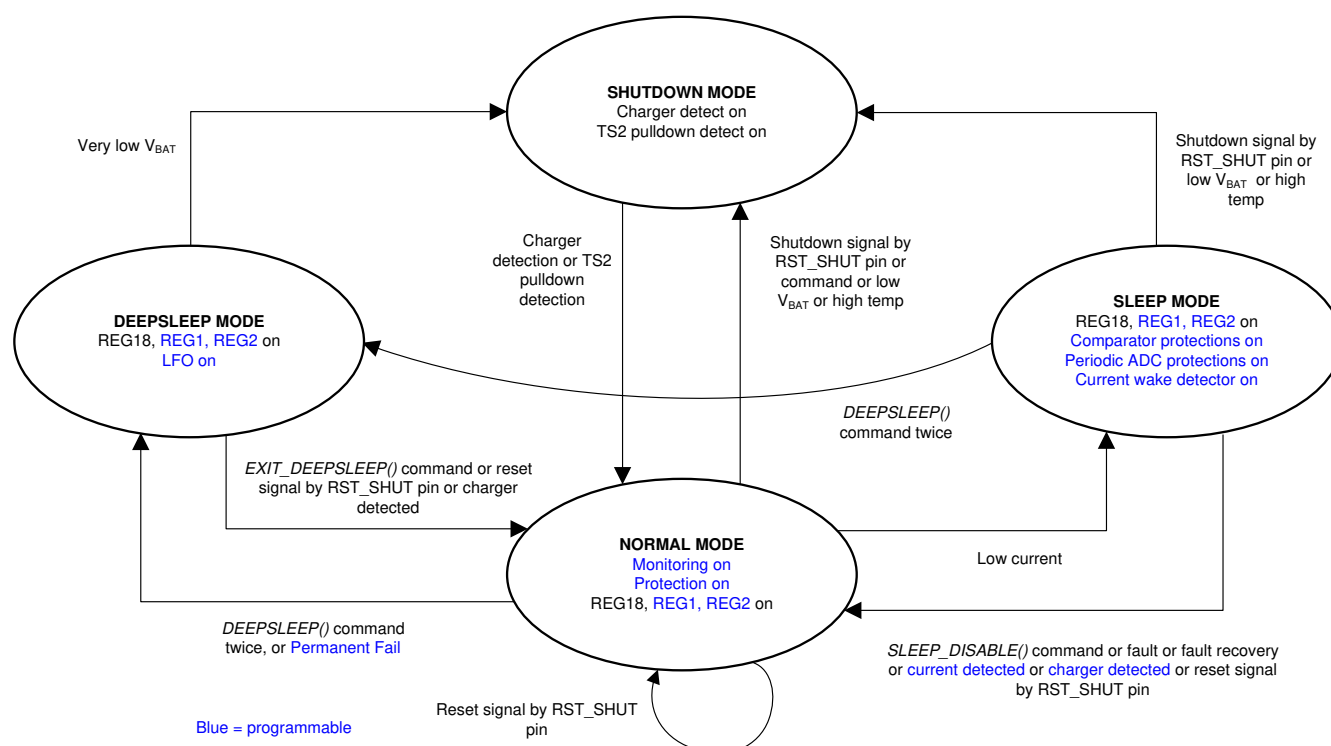 SHUTDOWN MODE
Charger detect on
TS2 pulldown detect on
Very low VBAT
Shutdown signal by
RST_SHUT pin or
low VBAT or high
temp
Charger
detection or TS2
pulldown
detection
Shutdown signal by
RST_SHUT pin or
command or low
VBAT or high temp
DEEPSLEEP MODE
REG18, REG1, REG2 on
LFO on
SLEEP MODE
REG18, REG1, REG2 on
Comparator protections on
Periodic ADC protections on
Current wake detector on
DEEPSLEEP()
command twice
EXIT_DEEPSLEEP() command or reset
signal by RST_SHUT pin or charger
detected
NORMAL MODE
Monitoring on
Protection on
REG18, REG1, REG2 on
Low current
DEEPSLEEP() command
twice, or Permanent Fail
SLEEP_DISABLE() command or fault or fault recovery
or current detected or charger detected or reset signal
by RST_SHUT pin
Reset signal by RST_SHUT
pin
Blue = programmable